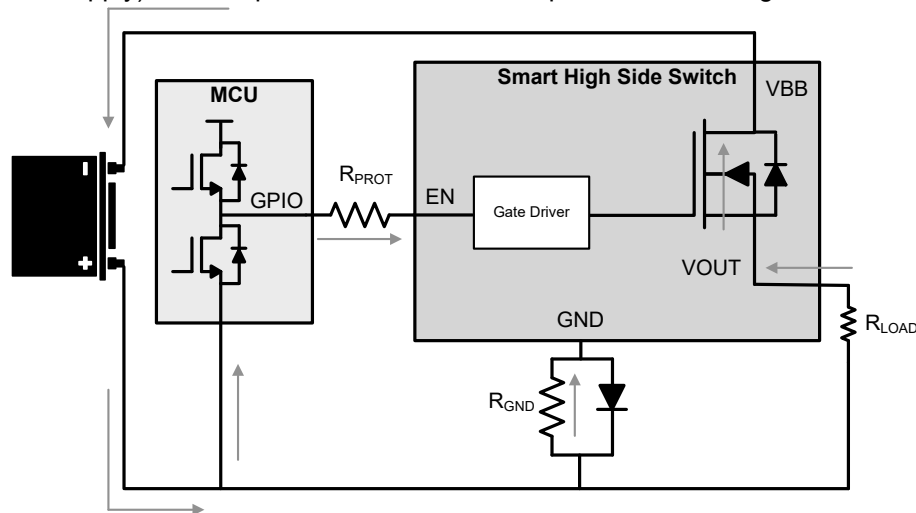 Smart High Side Switch
VBB
MCU
-
GPIO
RPROT
EN
Gate Driver
+
VOUT
GND
RLOAD
RGND